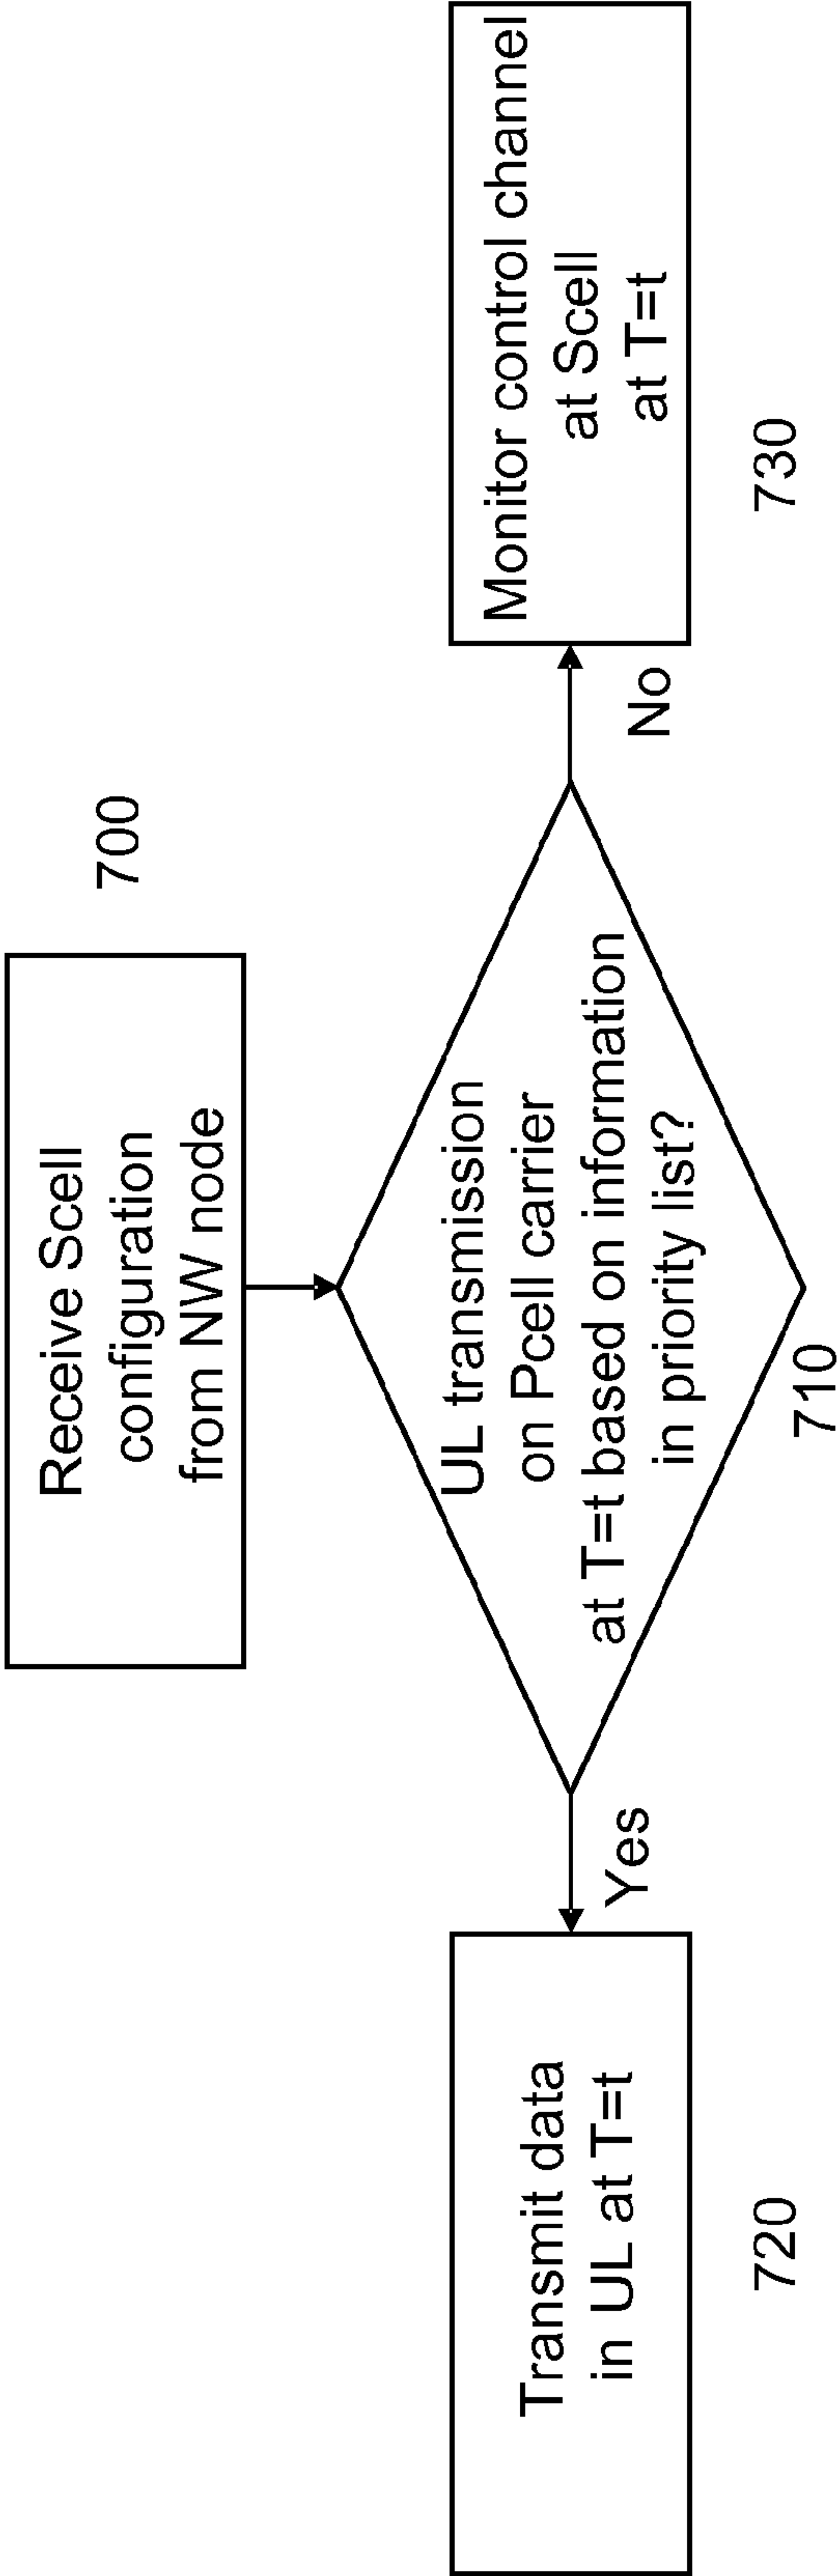 Receive Scell
configuration
from NW node
700
UL transmission
on Pcell carrier
at T=t based on information
in priority list?
710
Yes
No
Transmit data
in UL at T=t
720
Monitor control channel
at Scell
at T=t
730